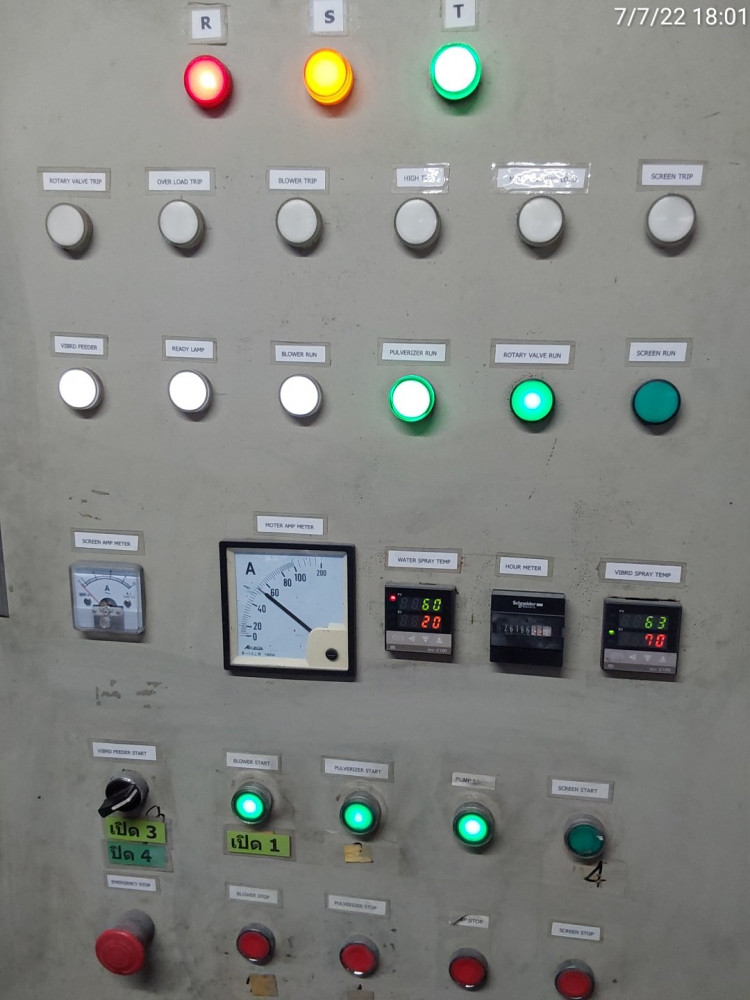 7/7/22 18:01
R
S
T
ROTARY VALVE TRIP
OVER LOAD TRIP
BLOWER TRIP
HIGH
SCREEN TRIP
VIBRD FEEDER
READY LAMP
BLOWER RUN
PULVERIZER RUN
ROTARY VALVE RUN
SCREEN RUN
SCREEN AMP METER
MOTER AMP METER
WATER SPRAY TEMP
HOUR METER
VIBRD SPRAY TEMP
A
A
200
100
80
60
40
20
0
60
20
Schneider
63
70
VIBRD FEEDER START
BLOWER START
PULVERIZER START
SCREEN START
เปิด 3
ปิด 4
เปิด 1
4
EMERGENCY STOP
BLOWER STOP
PULVERIZER STOP
STOP
SCREEN STOP